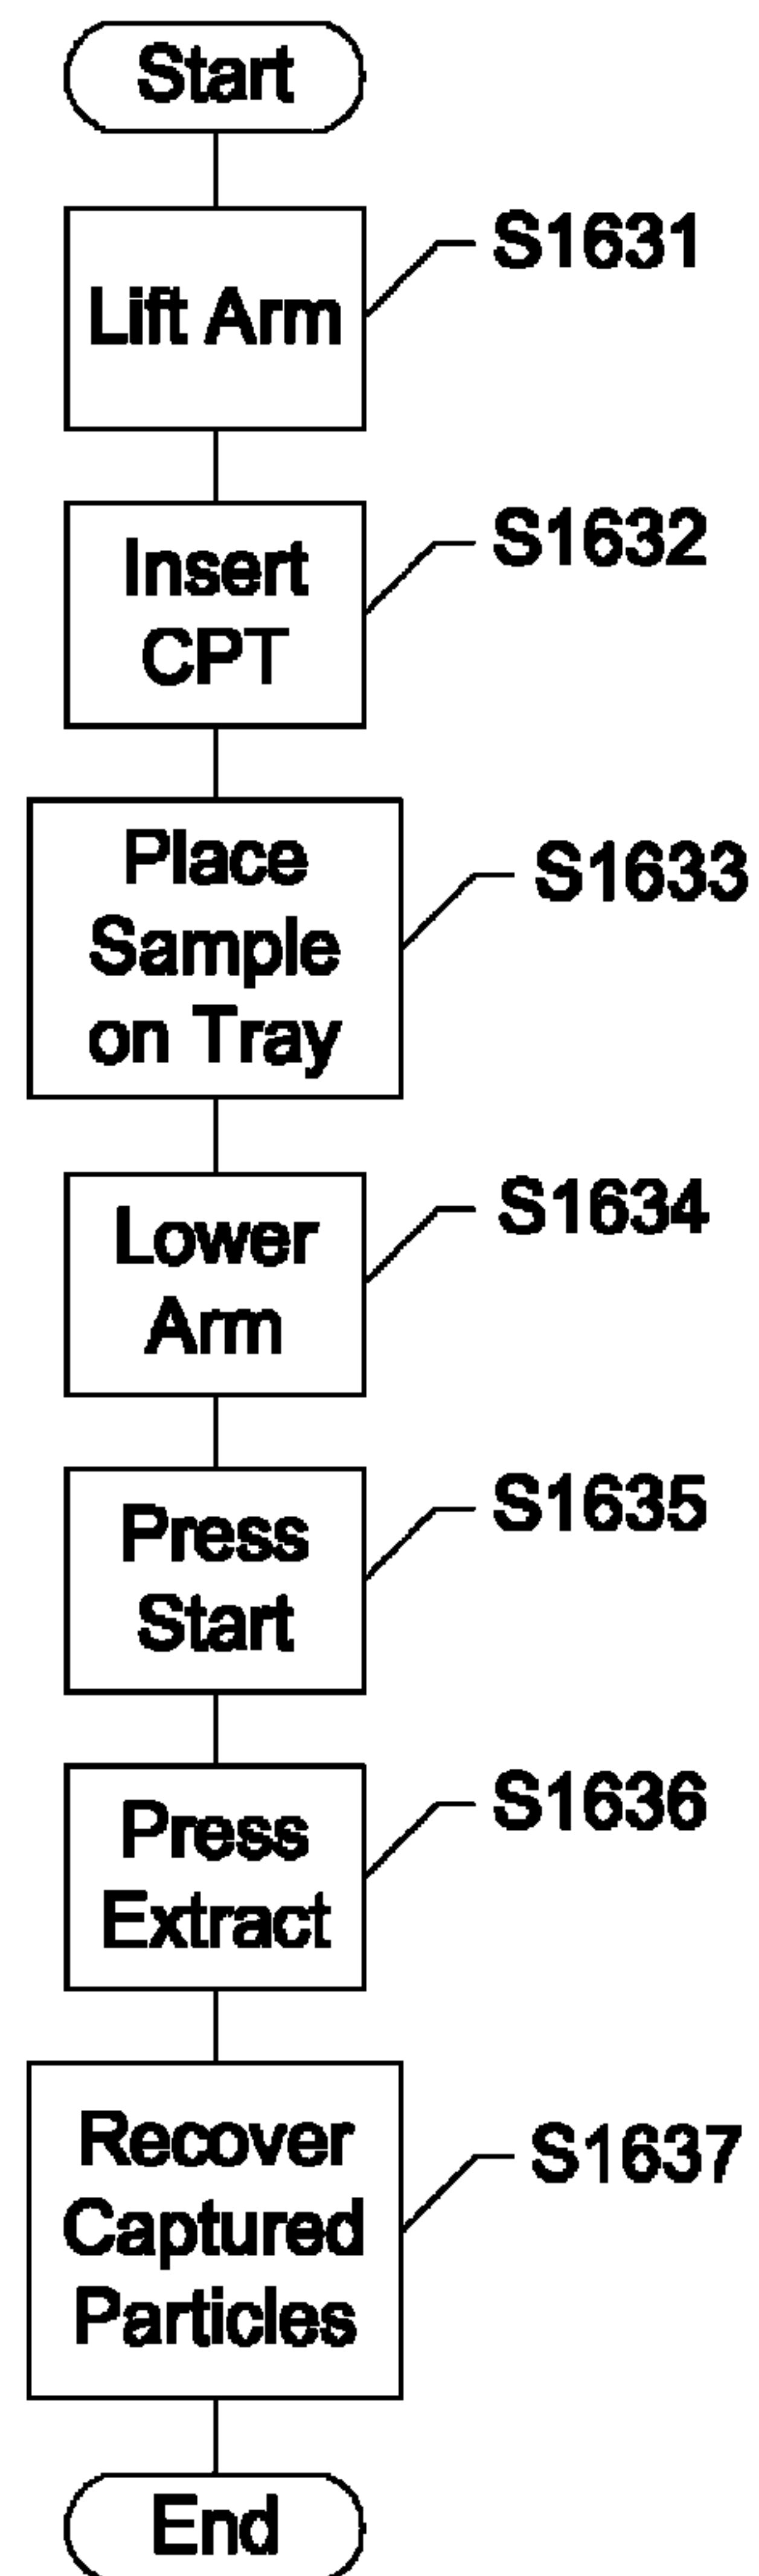 Start
Lift Arm
S1631
Insert
CPT
S1632
Place
Sample
on Tray
S1633
Lower
Arm
S1634
Press
Start
S1635
Press
Extract
S1636
Recover
Captured
Particles
S1637
End